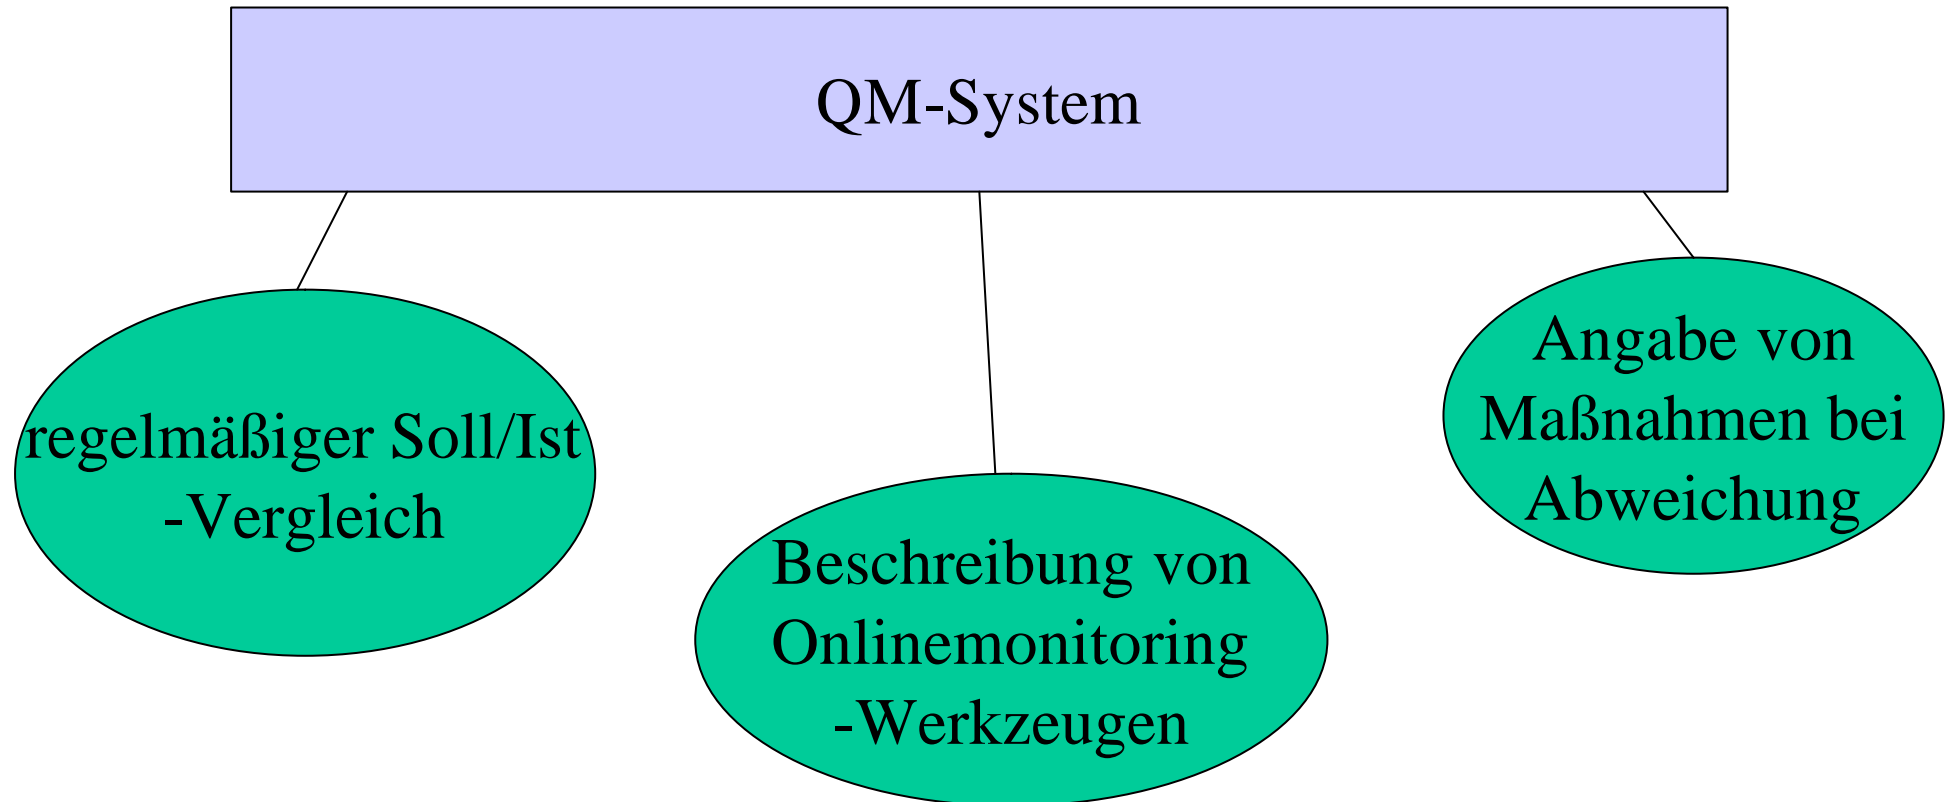 QM-System
regelmäßiger Soll/Ist
-Vergleich
Beschreibung von
Onlinemonitoring
-Werkzeugen
Angabe von
Maßnahmen bei
Abweichung